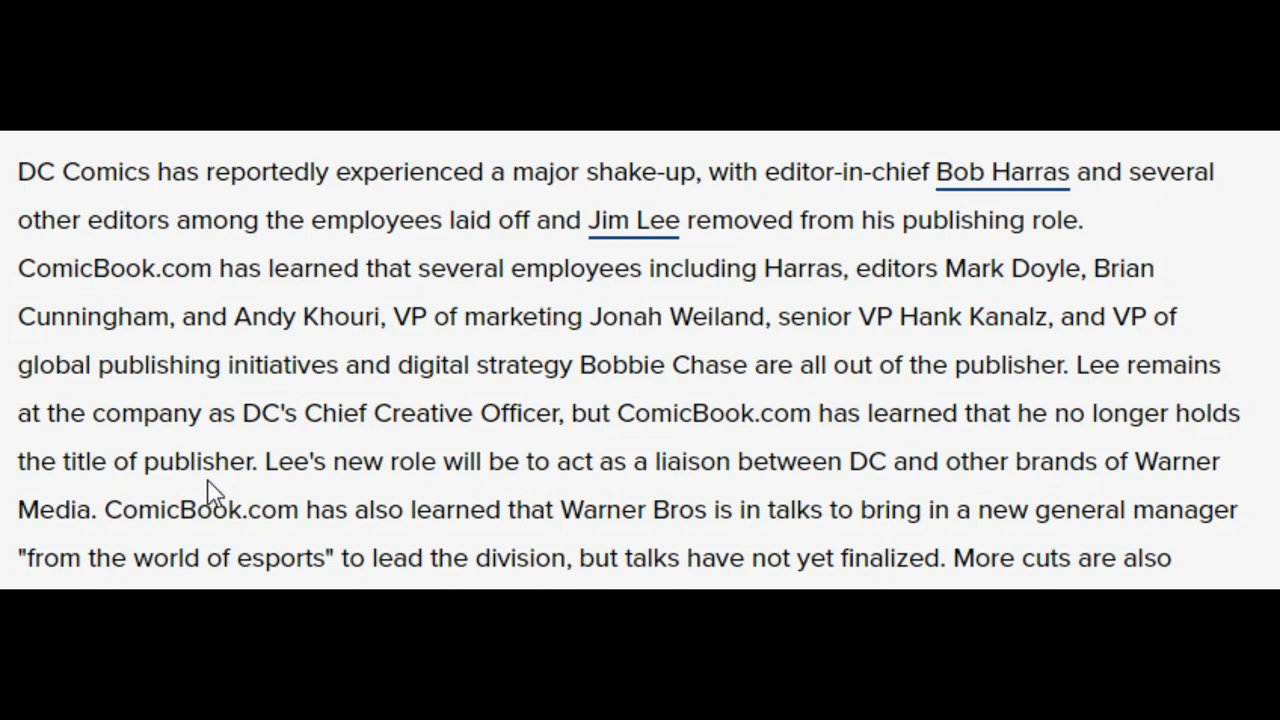 DC Comics has reportedly experienced a major shake-up, with editor-in-chief Bob Harras and several
other editors among the employees laid off and Jim Lee removed from his publishing role.
ComicBook.com has learned that several employees including Harras, editors Mark Doyle, Brian
Cunningham, and Andy Khouri, VP of marketing Jonah Weiland, senior VP Hank Kanalz, and VP of
global publishing initiatives and digital strategy Bobbie Chase are all out of the publisher. Lee remains
at the company as DC's Chief Creative Officer, but ComicBook.com has learned that he no longer holds
the title of publisher. Lee's new role will be to act as a liaison between DC and other brands of Warner
Media. ComicBook.com has also learned that Warner Bros is in talks to bring in a new general manager
"from the world of esports" to lead the division, but talks have not yet finalized. More cuts are also